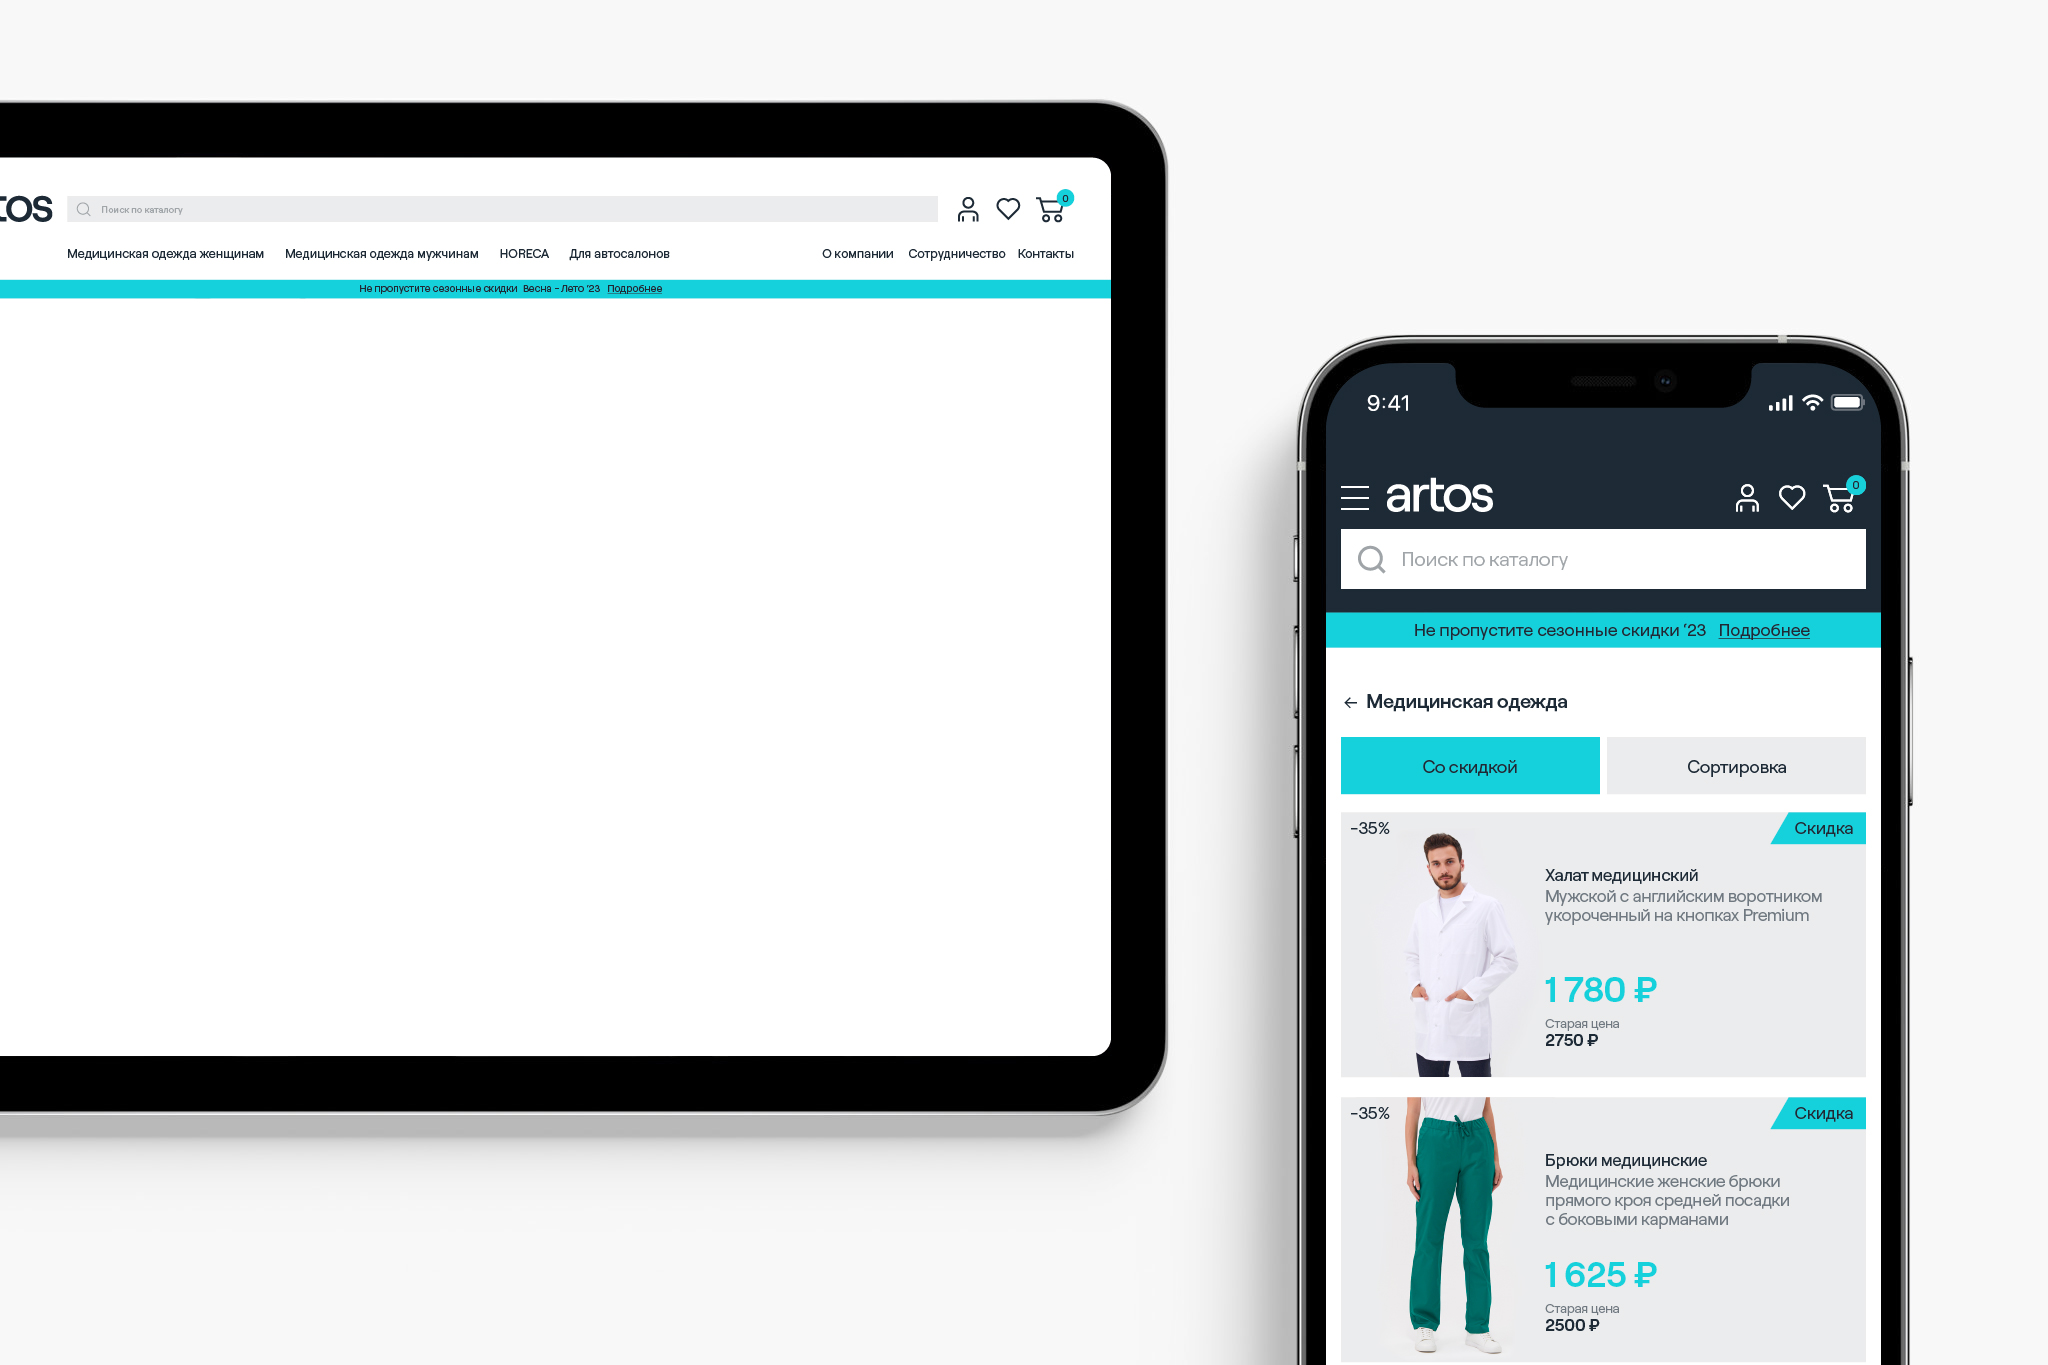 tos
Поиск по каталогу
0
Медицинская одежда женщинам Медицинская одежда мужчинам HORECA Для автосалонов О компании Сотрудничество Контакты
Не пропустите сезонные скидки Весна - Лето '23 Подробнее
9:41
artos
0
Поиск по каталогу
Не пропустите сезонные скидки ‘23 Подробнее
← Медицинская одежда
Со скидкой Сортировка
-35% Скидка
Халат медицинский
Мужской с английским воротником
укороченный на кнопках Premium
1 780 ₽
Старая цена
2750 ₽
-35% Скидка
Брюки медицинские
Медицинские женские брюки
прямого кроя средней посадки
с боковыми карманами
1 625 ₽
Старая цена
2500 ₽